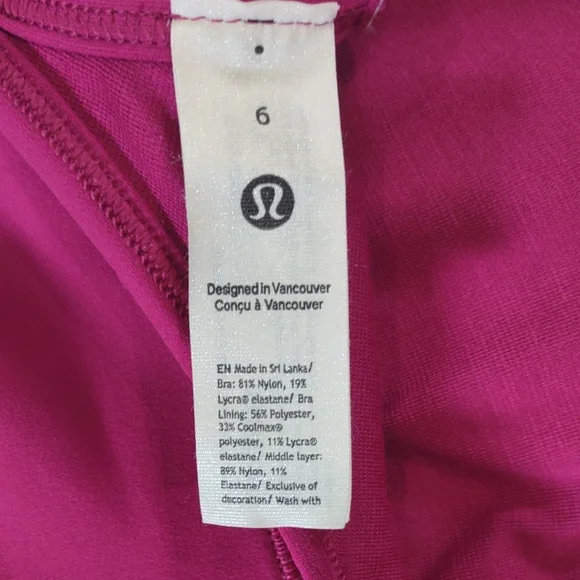 6
Designed in Vancouver
Conçu à Vancouver
EN Made in Sri Lanka/
Bra: 81% Nylon, 19%
Lycra® elastane/ Bra
Lining: 56% Polyester,
33% Coolmax®
polyester, 11% Lycra®
elastane/ Middle layer:
89% Nylon, 11%
Elastane/ Exclusive of
decoration/ Wash with